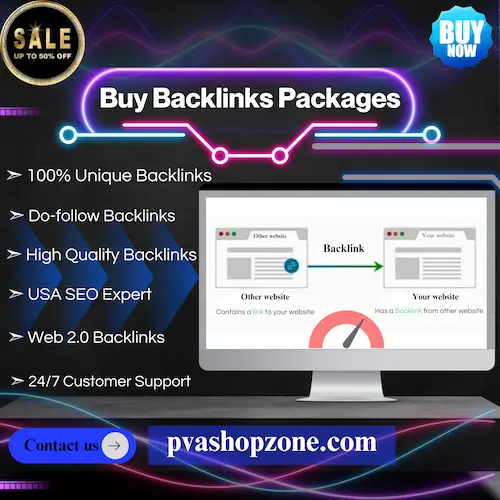 SALE
UP TO 50% OFF
BUY
NOW
Buy Backlinks Packages
➣ 100% Unique Backlinks
➣ Do-follow Backlinks
➣ High Quality Backlinks
➣ USA SEO Expert
➣ Web 2.0 Backlinks
➣ 24/7 Customer Support
Other website
Your website
Backlink
Other website
Your website
Contains a link to your website
Has a Backlink from other website
Contact us
pvashopzone.com